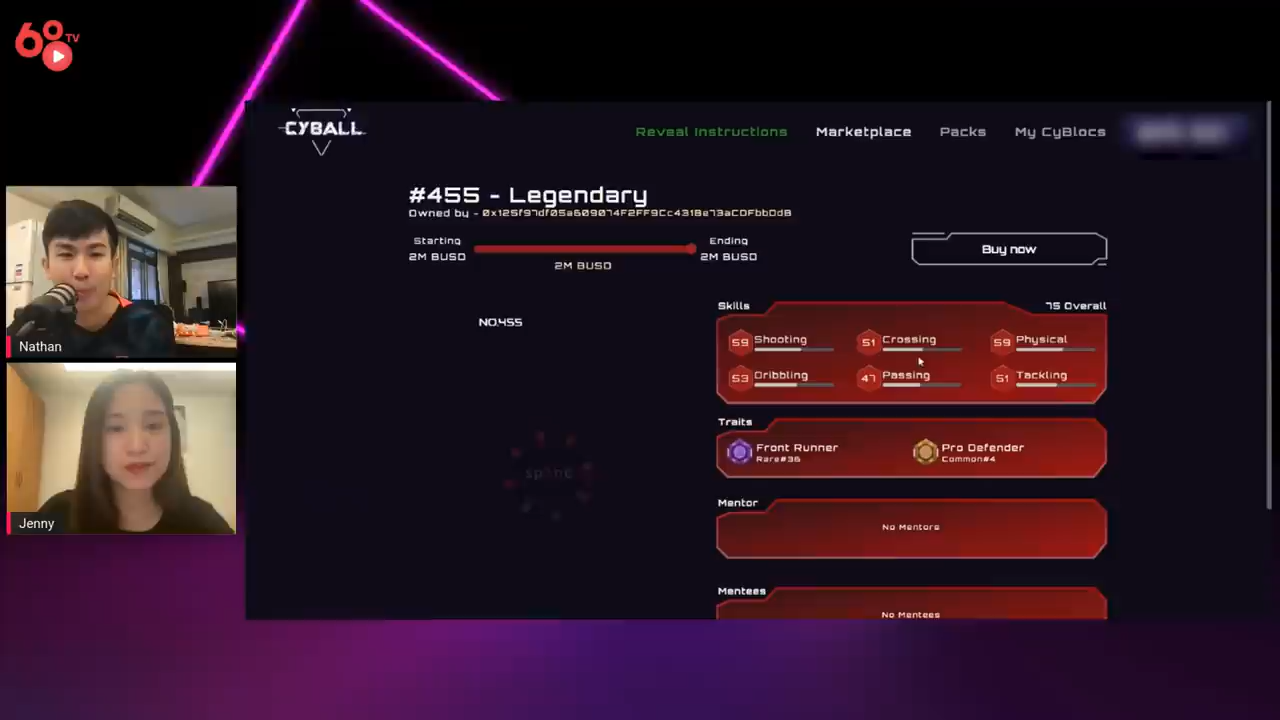 60 TV
CYBALL
Reveal Instructions
Marketplace
Packs
My CyBlocs
#455 - Legendary
Owned by -
Starting
2M BUSD
2M BUSD
Ending
2M BUSD
Buy now
NO.455
Skills
75 Overall
59 Shooting
51 Crossing
59 Physical
53 Dribbling
47 Passing
51 Tackling
Traits
Front Runner
Rare#36
Pro Defender
Common#4
Mentor
No Mentors
Mentees
No Mentees
Nathan
Jenny